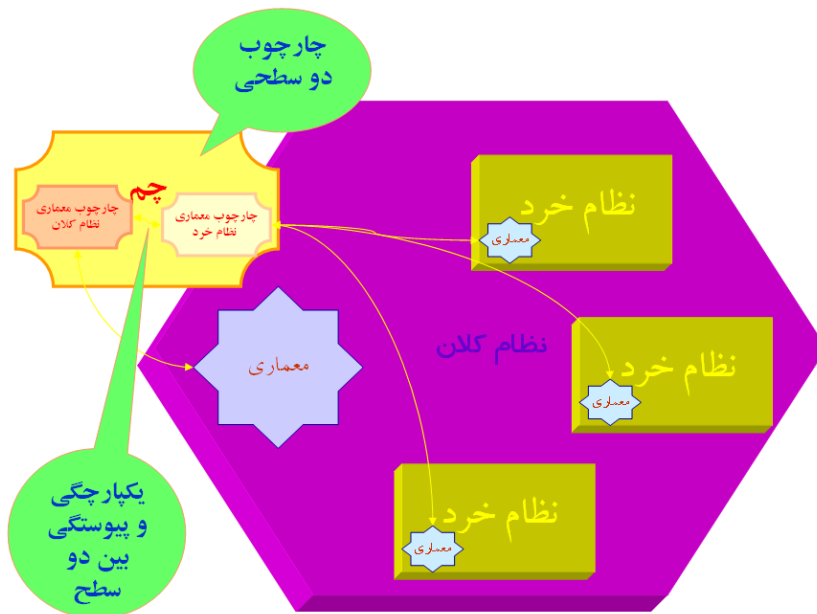 چارچوب
دو سطحی
چم
چارچوب معماری
نظام خرد
چارچوب معماری
نظام کلان
نظام خرد
معماری
نظام کلان
معماری
نظام خرد
معماری
نظام خرد
معماری
یکپارچگی
و پیوستگی
بین دو
سطح